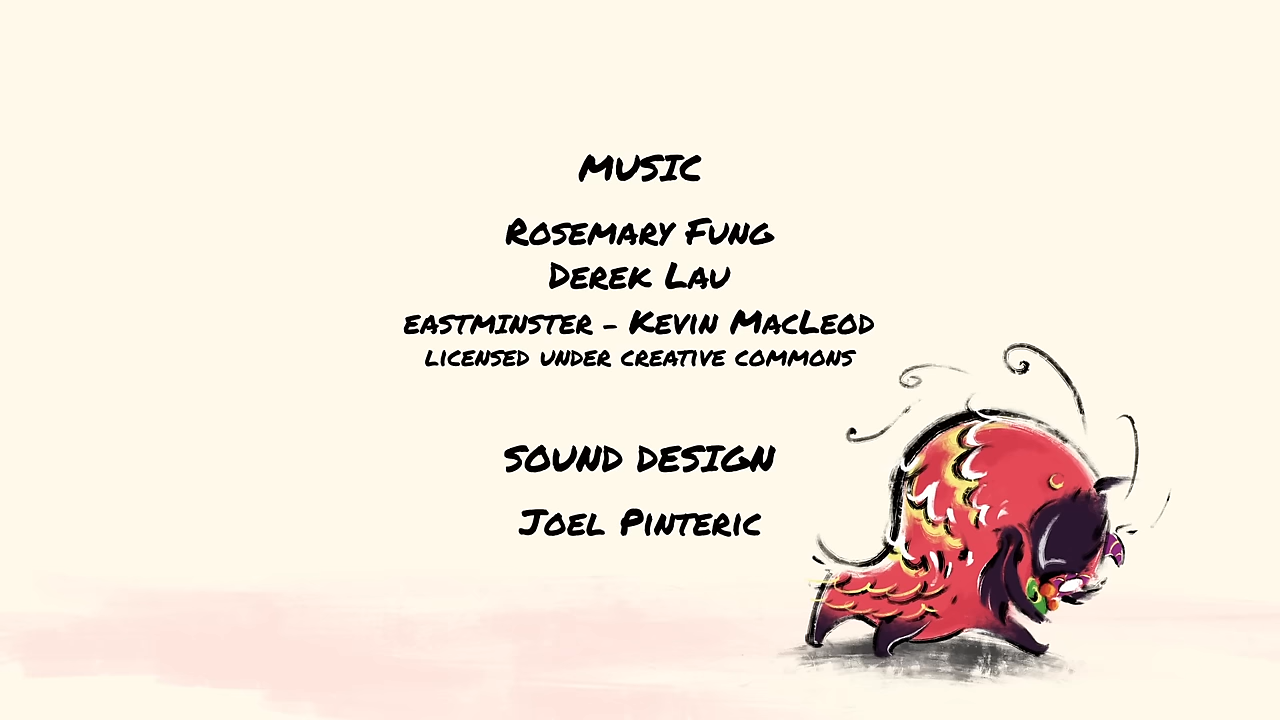 MUSIC
Rosemary Fung
Derek Lau
Eastminster - Kevin MacLeod
licensed under creative commons
SOUND DESIGN
Joel Pinteric